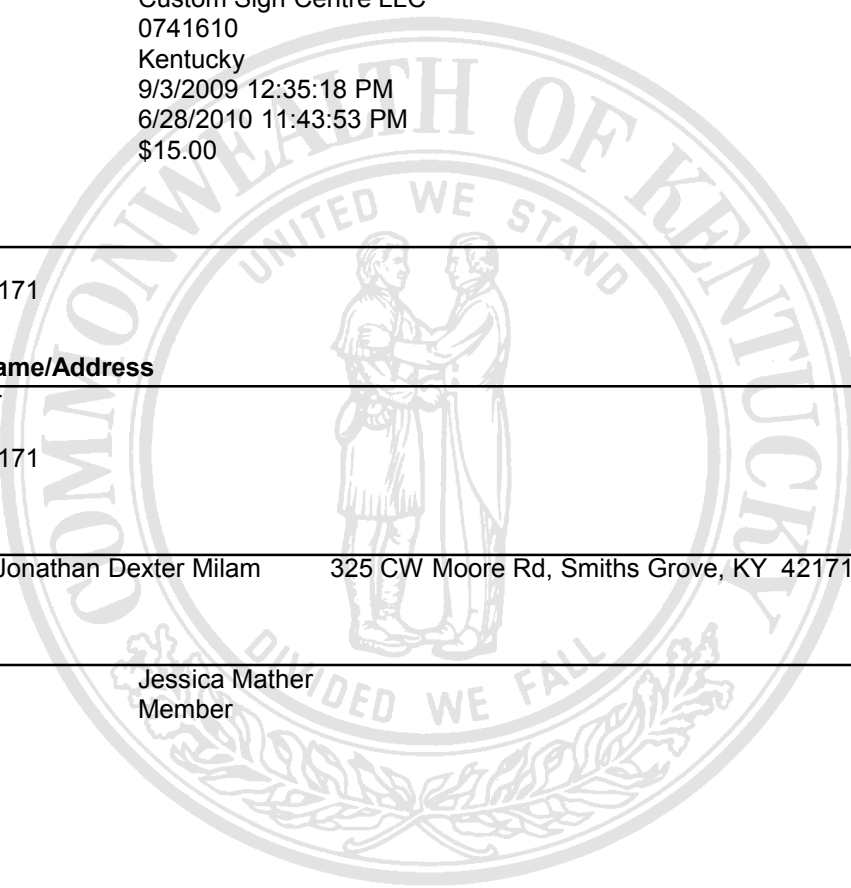 Custom Sign Centre LLC
0741610
Kentucky
9/3/2009 12:35:18 PM
6/28/2010 11:43:53 PM
$15.00
171
ame/Address
171
Jonathan Dexter Milam 325 CW Moore Rd, Smiths Grove, KY 42171
Jessica Mather
Member
COMMONWEALTH OF KENTUCKY
UNITED WE STAND
DIVIDED WE FALL